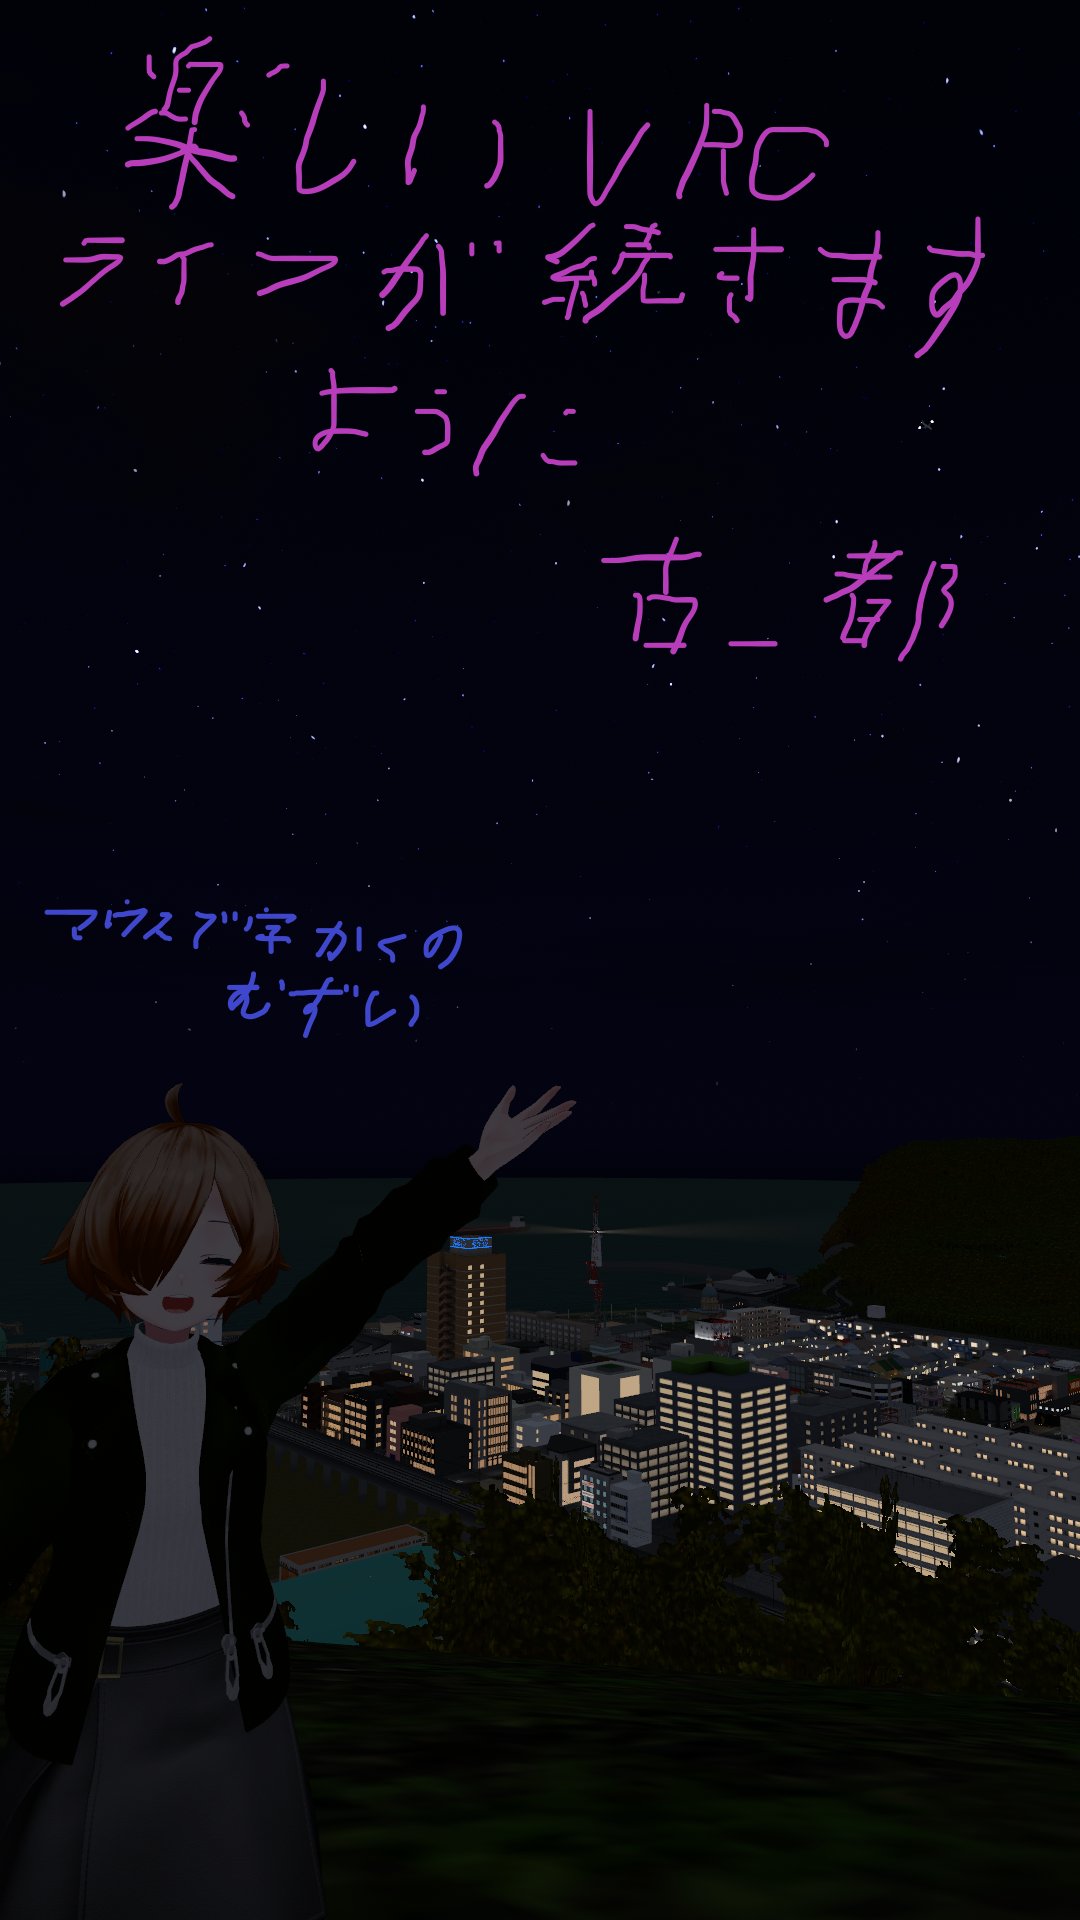 楽しいVRC
ラインが続きます
ように
古_都
マウスで字かくの
むずい